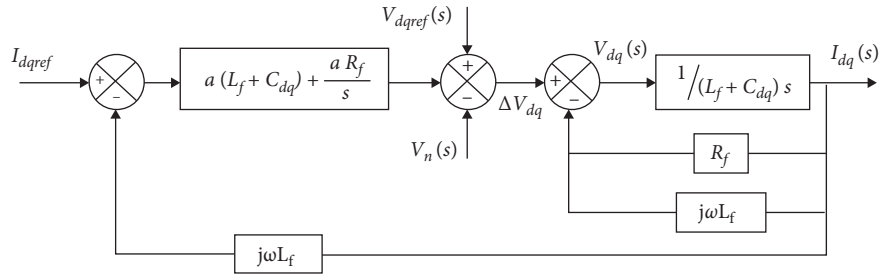 V_dqref (s)
I_dqref
+
-
a (L_f + C_dq) + a R_f / s
+
-
V_n (s)
ΔV_dq
+
-
V_dq (s)
1/(L_f + C_dq) s
I_dq (s)
R_f
jωL_f
jωL_f